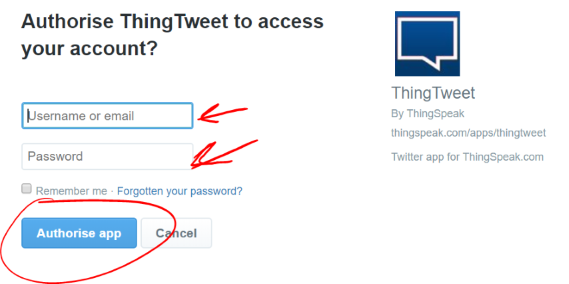 Authorise ThingTweet to access
your account?
Username or email
Password
Remember me · Forgotten your password?
Authorise app
Cancel
ThingTweet
By ThingSpeak
thingspeak.com/apps/thingtweet
Twitter app for ThingSpeak.com